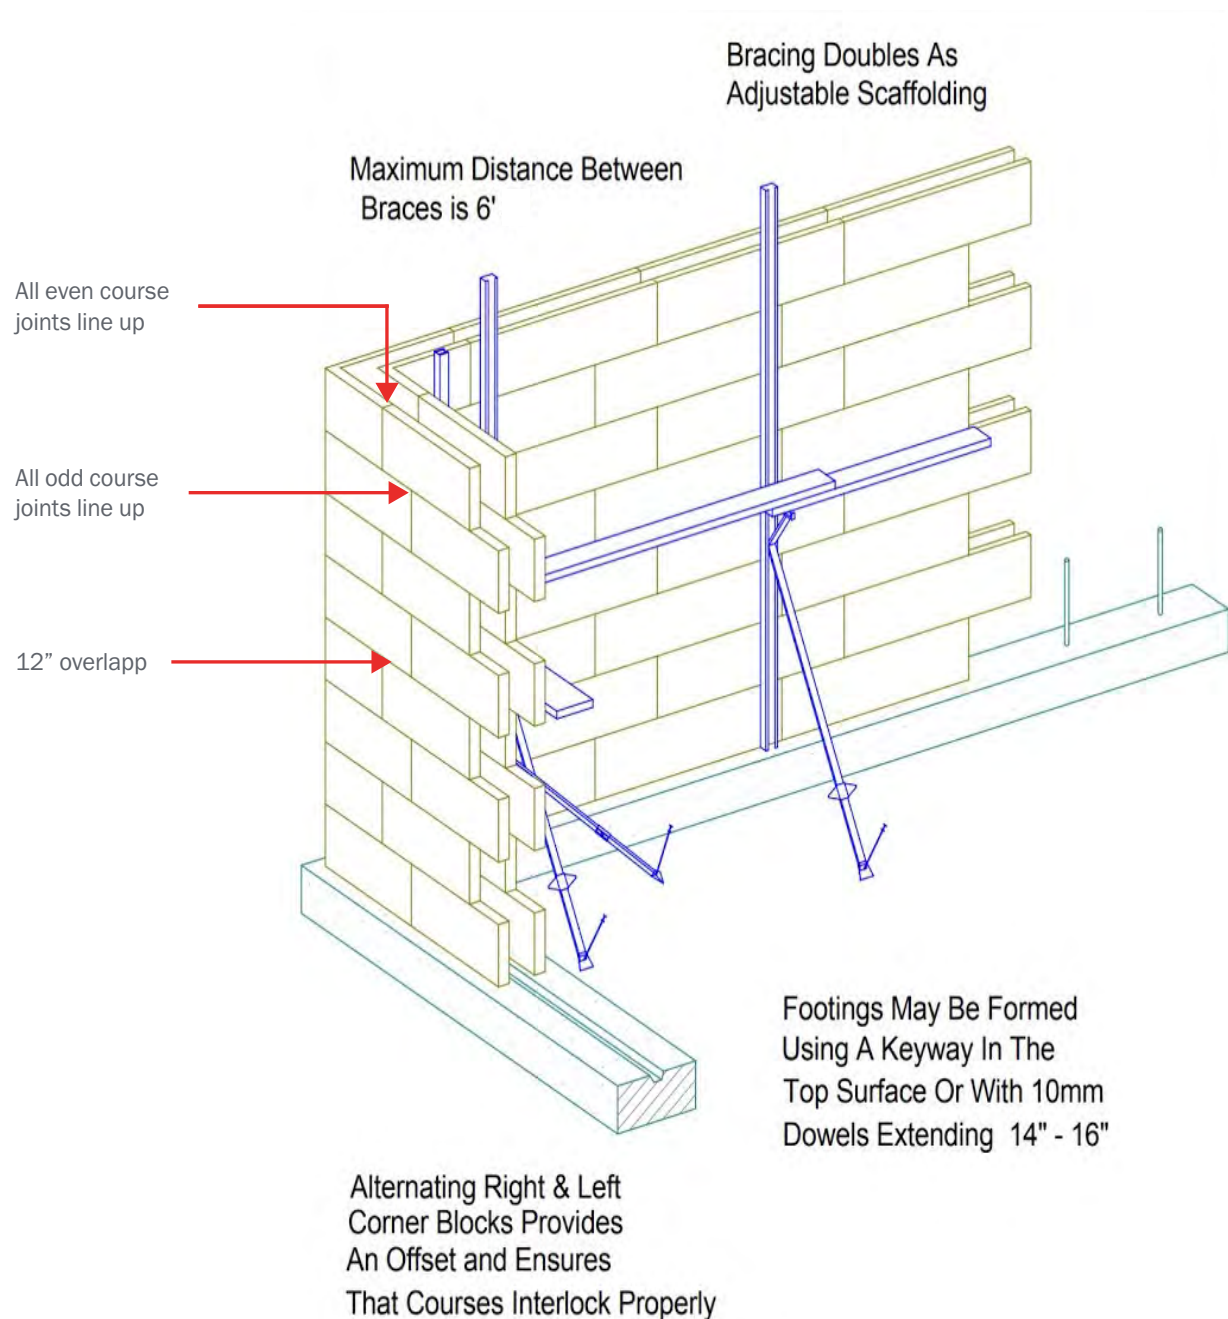 Bracing Doubles As
Adjustable Scaffolding
Maximum Distance Between
Braces is 6'
All even course
joints line up
All odd course
joints line up
12” overlapp
Footings May Be Formed
Using A Keyway In The
Top Surface Or With 10mm
Dowels Extending 14" - 16"
Alternating Right & Left
Corner Blocks Provides
An Offset and Ensures
That Courses Interlock Properly